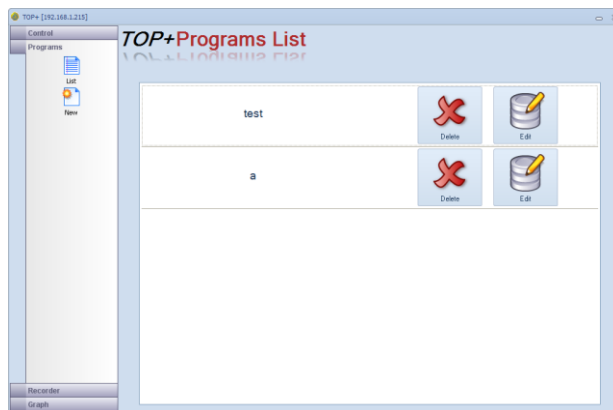 TOP+ [192.168.1.215]
Control
Programs
List
New
TOP+Programs List
test
Delete
Edit
a
Delete
Edit
Recorder
Graph